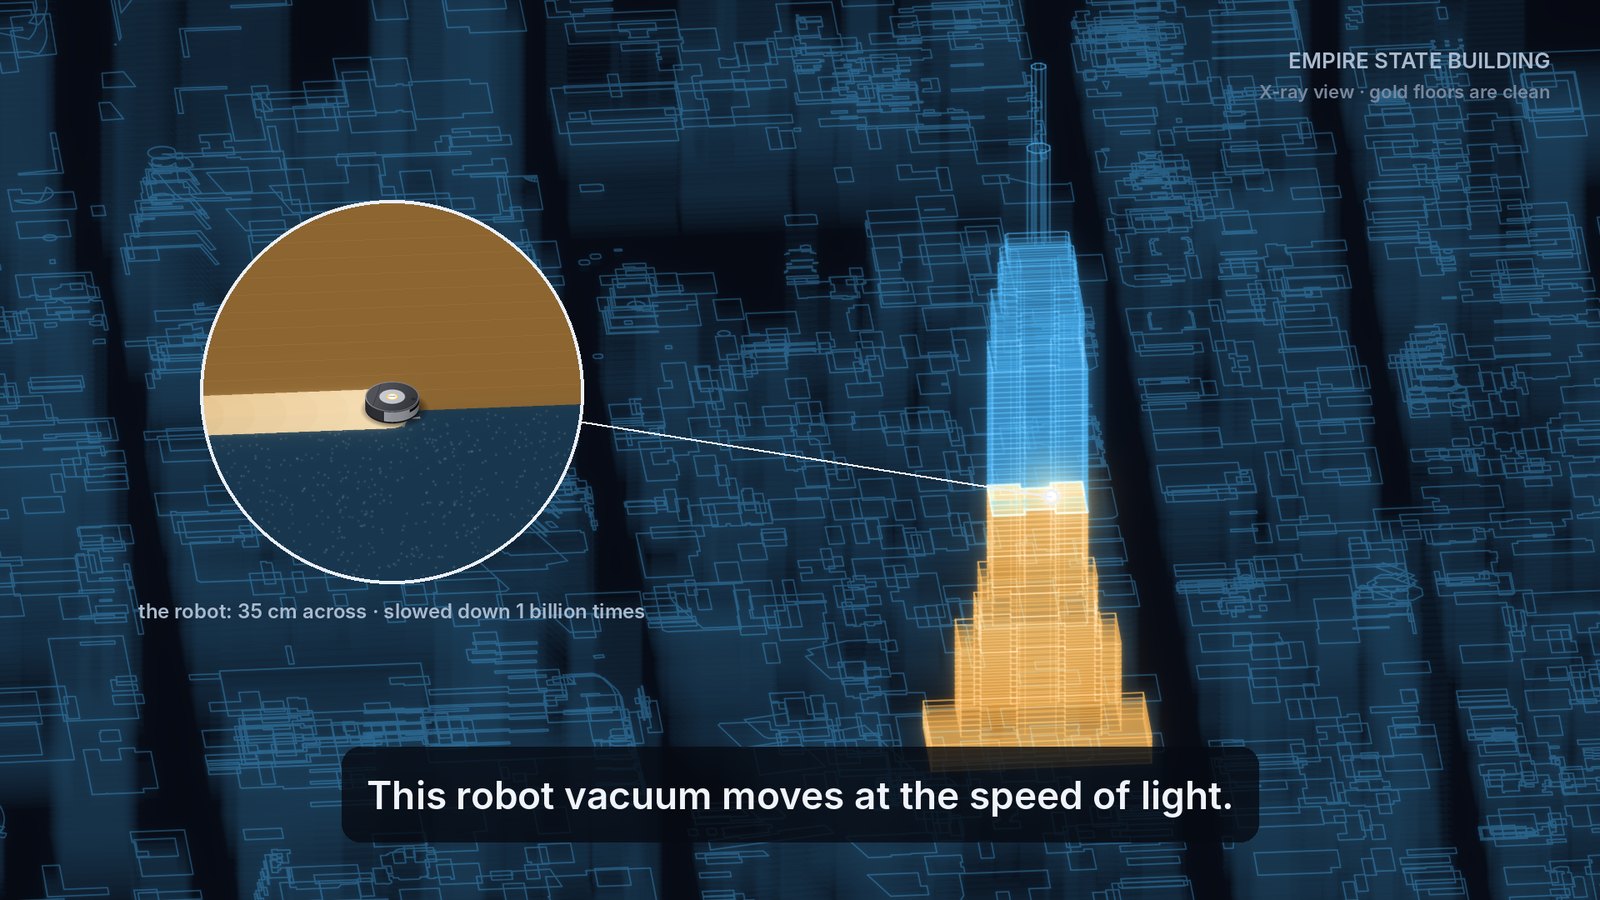 EMPIRE STATE BUILDING
X-ray view · gold floors are clean
the robot: 35 cm across · slowed down 1 billion times
This robot vacuum moves at the speed of light.